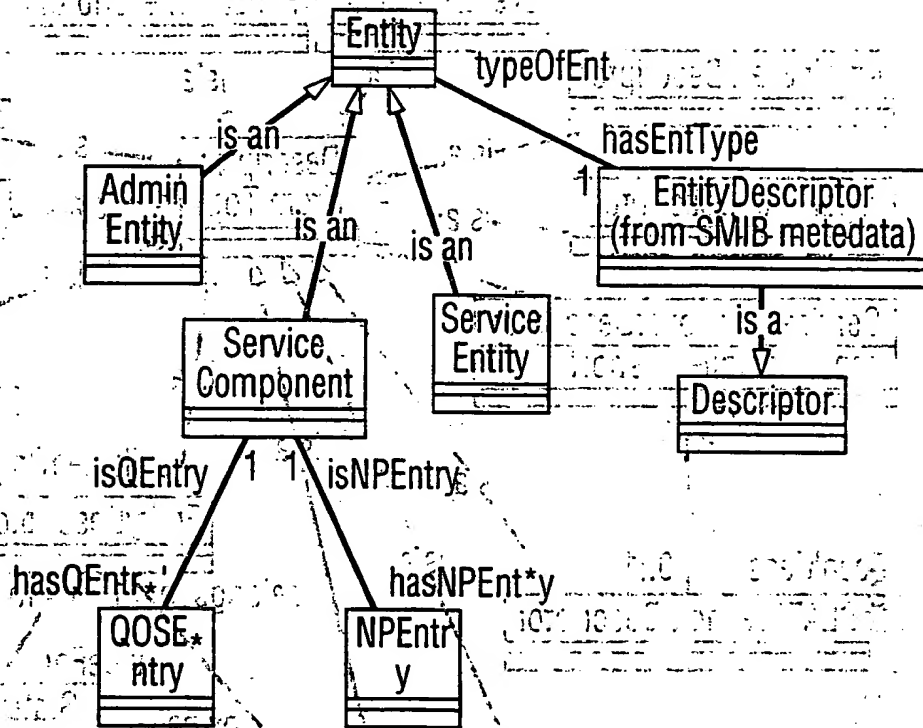 Entity
typeOfEnt
is an
hasEntType
1
Admin
Entity
EntityDescriptor
(from SMIB metedata)
is an
is an
Service
Entity
is a
Service
Component
Descriptor
isQEntry
1
1
isNPEntry
hasQEntr*
hasNPEnt*y
QOSE*
ntry
NPEntr
y